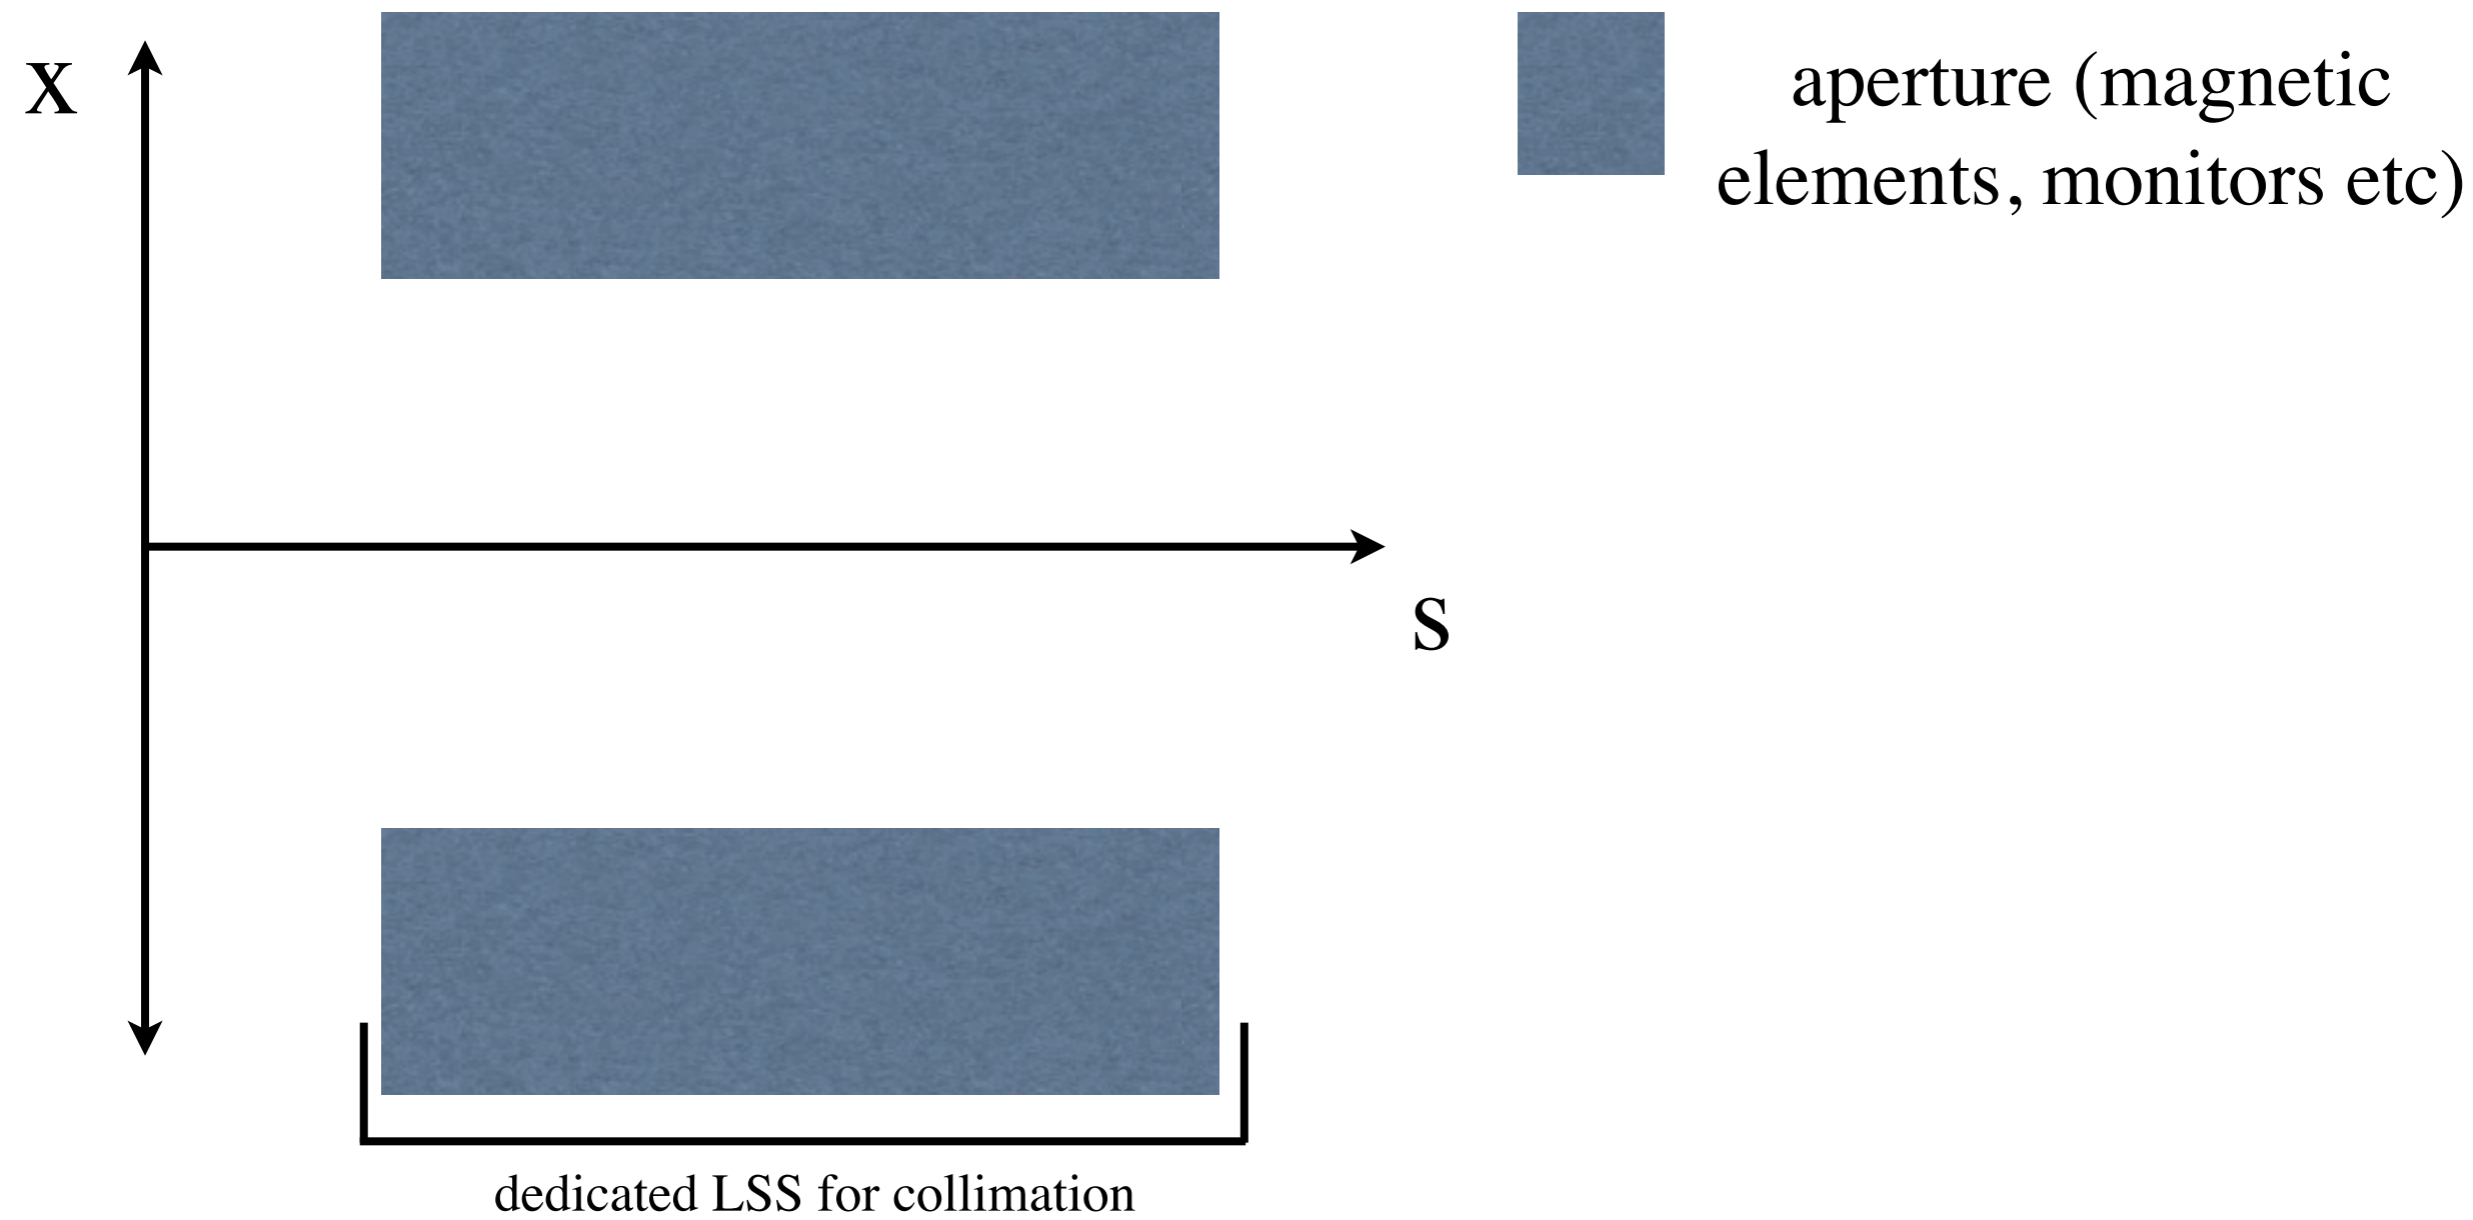 x
aperture (magnetic
elements, monitors etc)
s
dedicated LSS for collimation